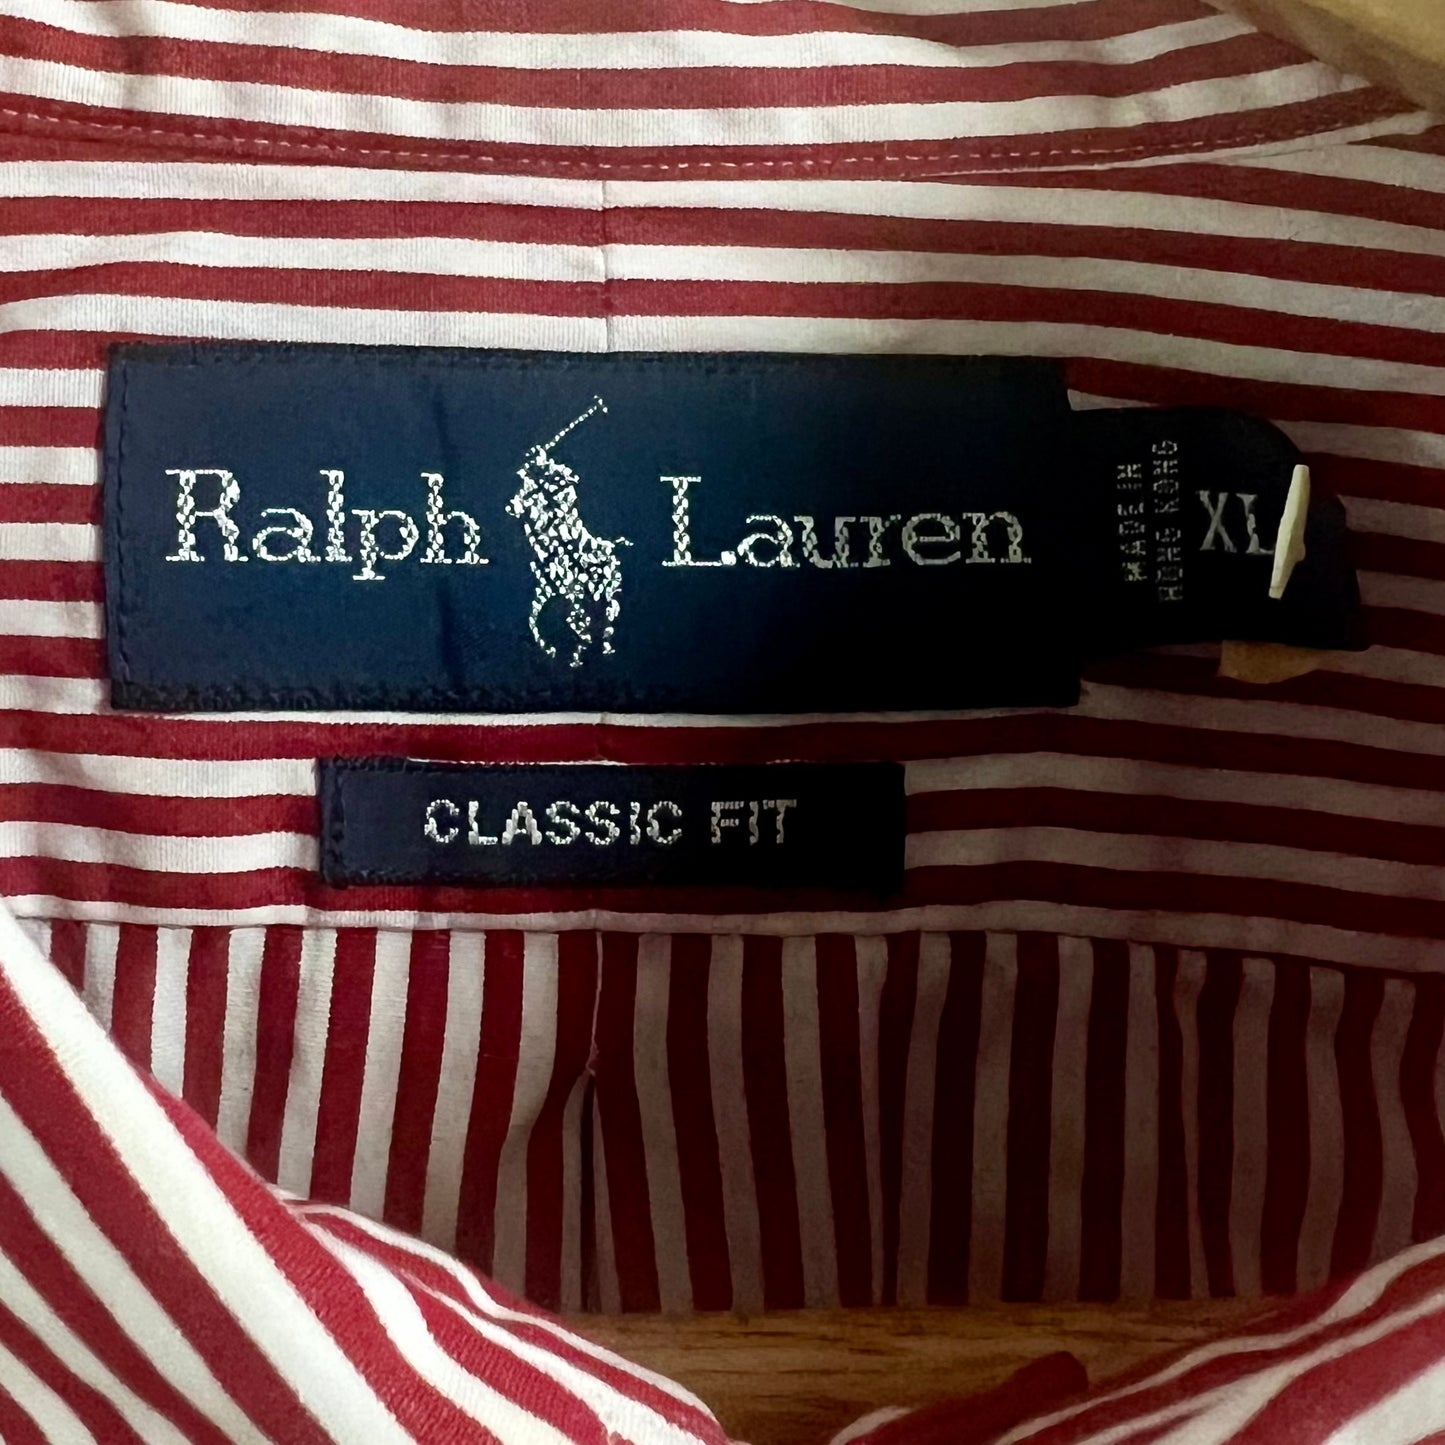 Ralph Lauren
MADE IN
HONG KONG
XL
CLASSIC FIT